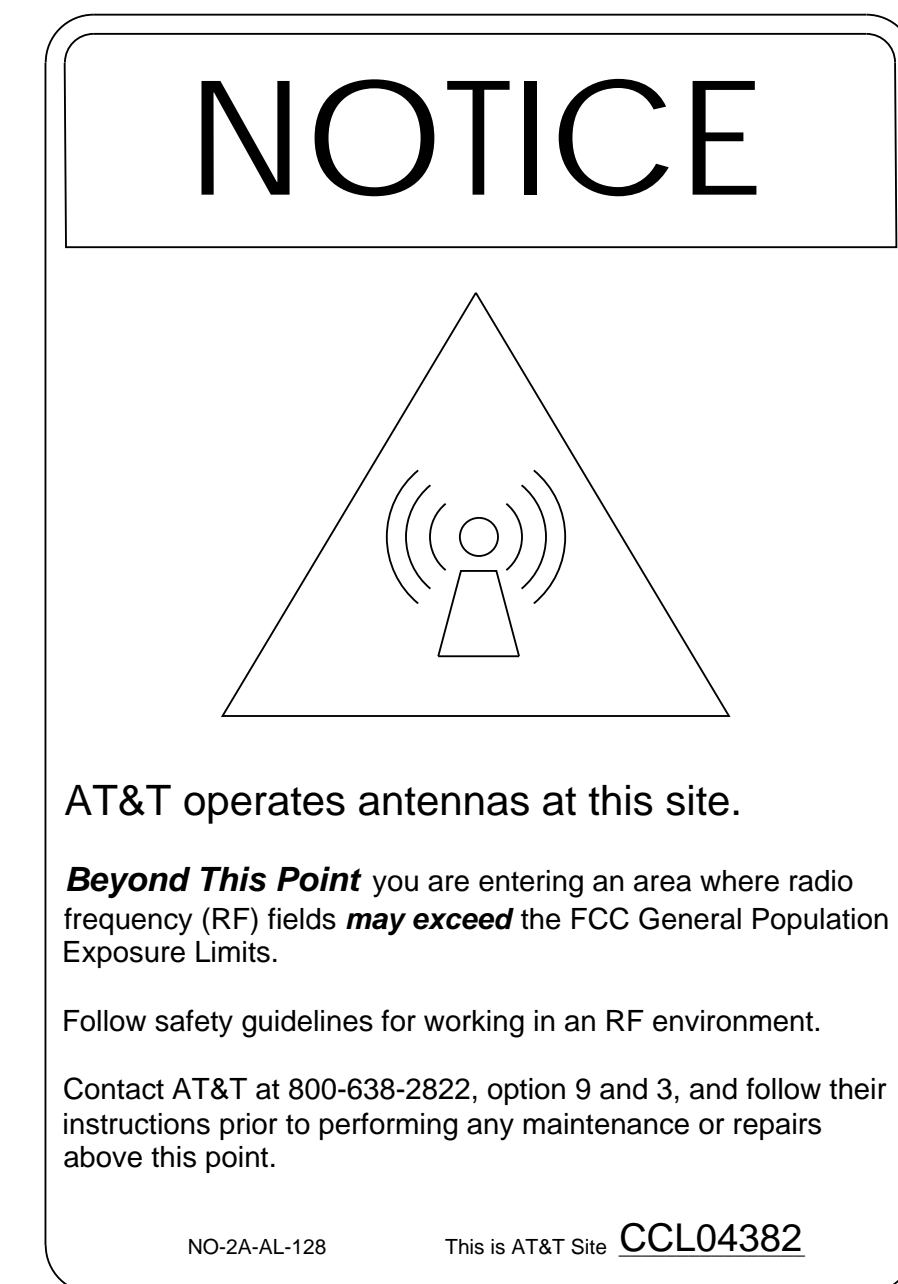 NOTICE
AT&T operates antennas at this site.
Beyond This Point you are entering an area where radio
frequency (RF) fields may exceed the FCC General Population
Exposure Limits.
Follow safety guidelines for working in an RF environment.
Contact AT&T at 800-638-2822, option 9 and 3, and follow their
instructions prior to performing any maintenance or repairs
above this point.
NO-2A-AL-128 This is AT&T Site CCL04382